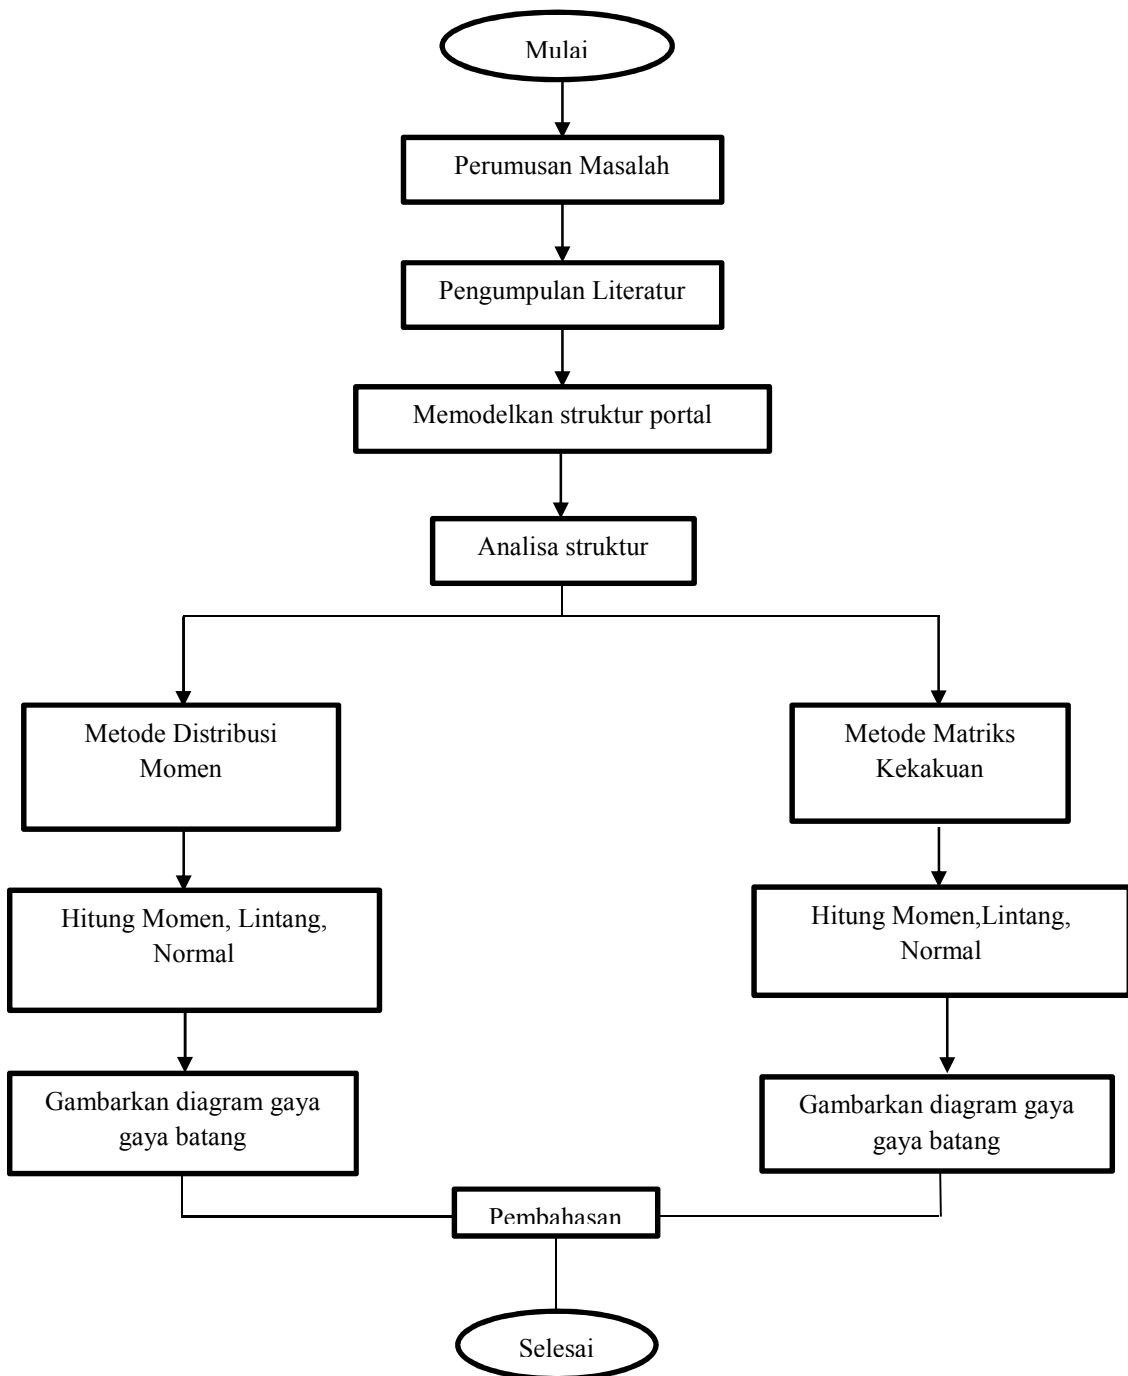 Mulai
Perumusan Masalah
Pengumpulan Literatur
Memodelkan struktur portal
Analisa struktur
Metode Distribusi
Momen
Metode Matriks
Kekakuan
Hitung Momen, Lintang,
Normal
Hitung Momen,Lintang,
Normal
Gambarkan diagram gaya
gaya batang
Gambarkan diagram gaya
gaya batang
Pembahasan
Selesai